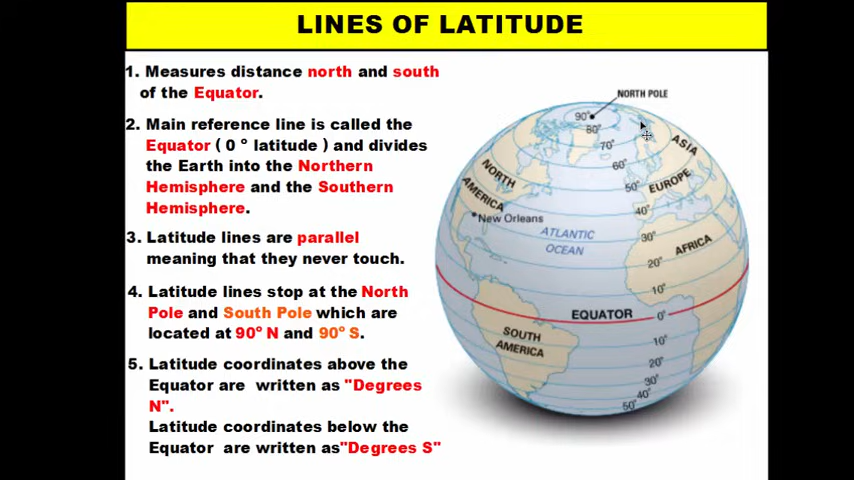 LINES OF LATITUDE
1. Measures distance north and south
of the Equator.
2. Main reference line is called the
Equator ( 0 º latitude ) and divides
the Earth into the Northern
Hemisphere and the Southern
Hemisphere.
3. Latitude lines are parallel
meaning that they never touch.
4. Latitude lines stop at the North
Pole and South Pole which are
located at 90º N and 90º S.
5. Latitude coordinates above the
Equator are written as "Degrees
N".
Latitude coordinates below the
Equator are written as"Degrees S"
NORTH POLE
90°
80°
70°
60°
50°
40°
30°
20°
10°
0°
10°
20°
30°
40°
50°
ASIA
EUROPE
NORTH
AMERICA
New Orleans
ATLANTIC
OCEAN
AFRICA
EQUATOR
SOUTH
AMERICA